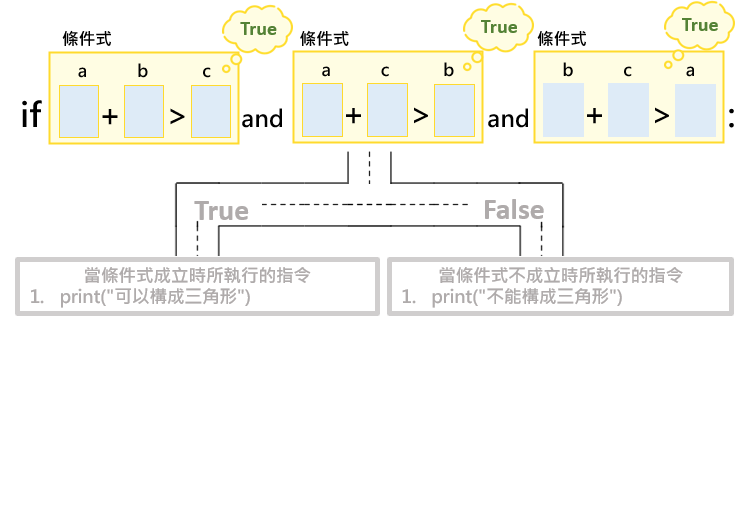 True True True
條件式 條件式 條件式
a b c a c b b c a
if + > and + > and + > :
True False
當條件式成立時所執行的指令
1. print("可以構成三角形")
當條件式不成立時所執行的指令
1. print("不能構成三角形")